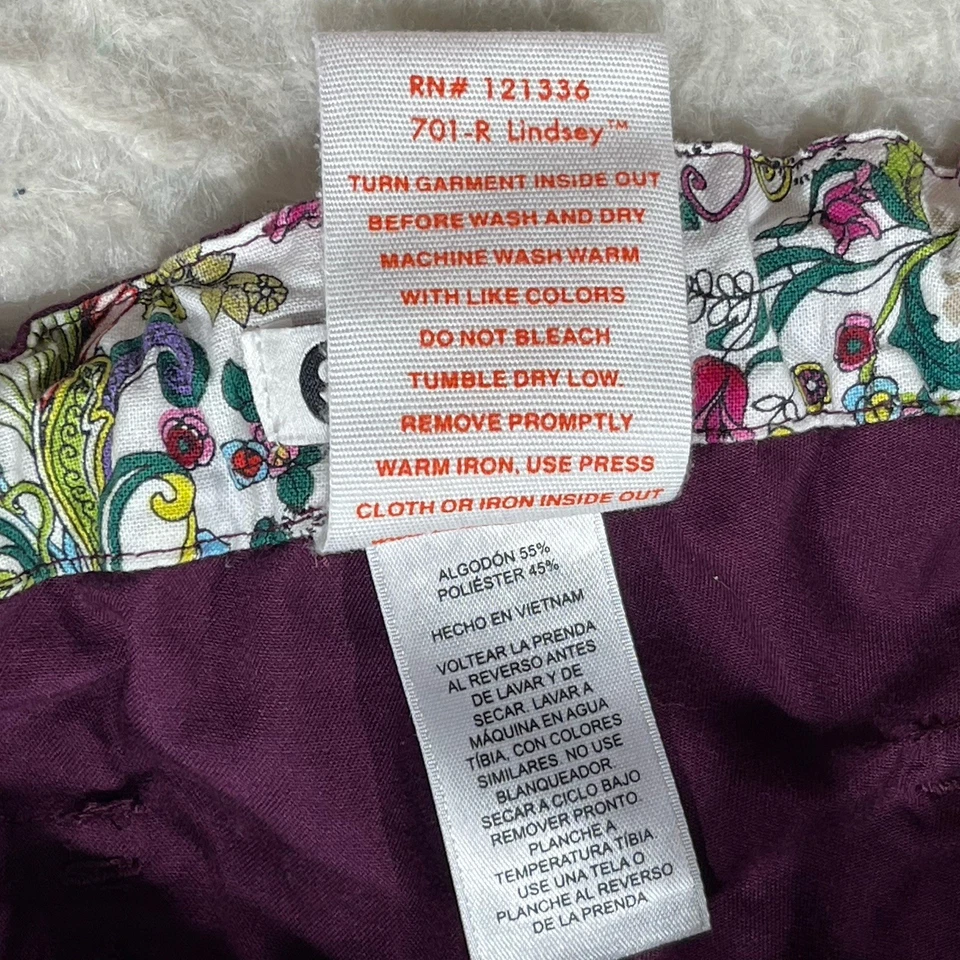 RN# 121336
701-R Lindsey™
TURN GARMENT INSIDE OUT
BEFORE WASH AND DRY
MACHINE WASH WARM
WITH LIKE COLORS
DO NOT BLEACH
TUMBLE DRY LOW.
REMOVE PROMPTLY
WARM IRON, USE PRESS
CLOTH OR IRON INSIDE OUT
ALGODÓN 55%
POLIÉSTER 45%
HECHO EN VIETNAM
VOLTEAR LA PRENDA
AL REVERSO ANTES
DE LAVAR Y DE
SECAR. LAVAR A
MÁQUINA EN AGUA
TÍBIA, CON COLORES
SIMILARES. NO USE
BLANQUEADOR.
SECAR A CICLO BAJO
REMOVER PRONTO.
PLANCHE A
TEMPERATURA TÍBIA
USE UNA TELA O
PLANCHE AL REVERSO
DE LA PRENDA